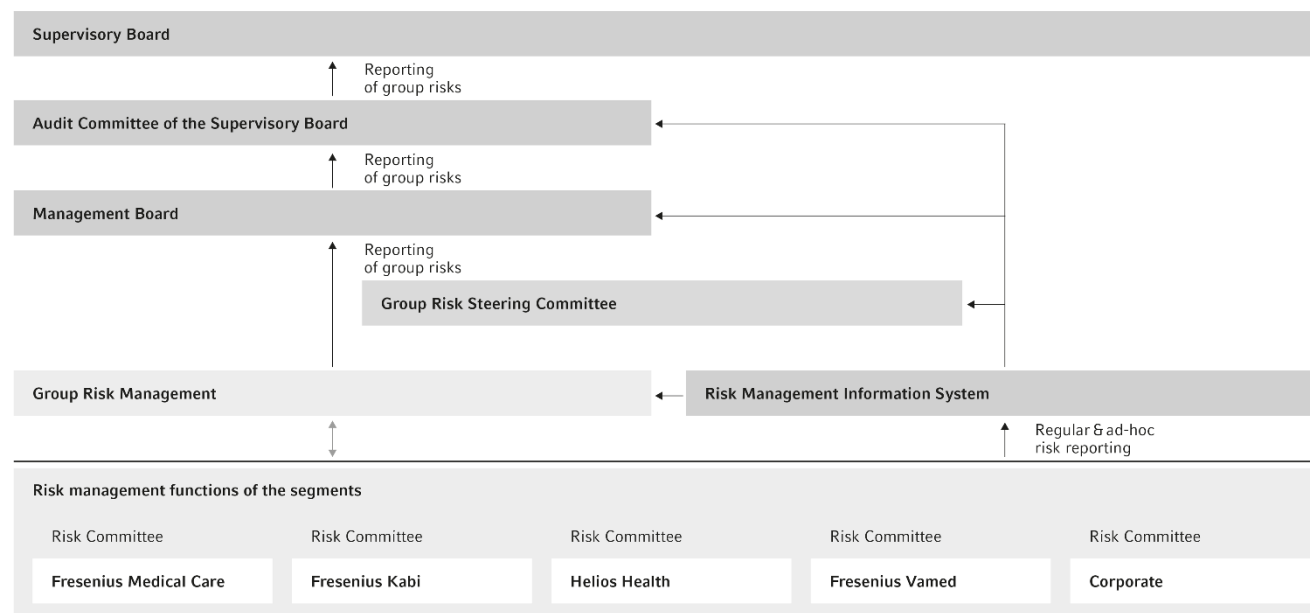 Supervisory Board
Reporting
of group risks
Audit Committee of the Supervisory Board
Reporting
of group risks
Management Board
Reporting
of group risks
Group Risk Steering Committee
Group Risk Management
Risk Management Information System
Regular & ad-hoc
risk reporting
Risk management functions of the segments
Risk Committee
Risk Committee
Risk Committee
Risk Committee
Risk Committee
Fresenius Medical Care
Fresenius Kabi
Helios Health
Fresenius Vamed
Corporate